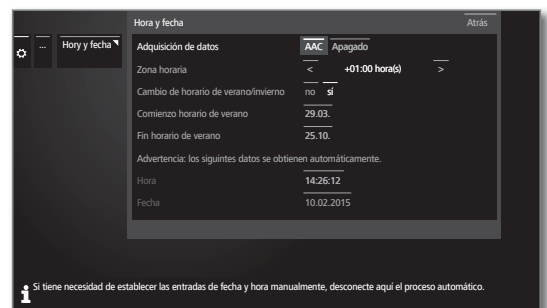 Hora y fecha Atrás
... Hory y fecha
Adquisición de datos AAC Apagado
Zona horaria < +01:00 hora(s) >
Cambio de horario de verano/invierno no sí
Comienzo horario de verano 29.03.
Fin horario de verano 25.10.
Advertencia: los siguintes datos se obtienen automáticamente.
Hora 14:26:12
Fecha 10.02.2015
i Si tiene necesidad de establecer las entradas de fecha y hora manualmente, desconecte aquí el proceso automático.